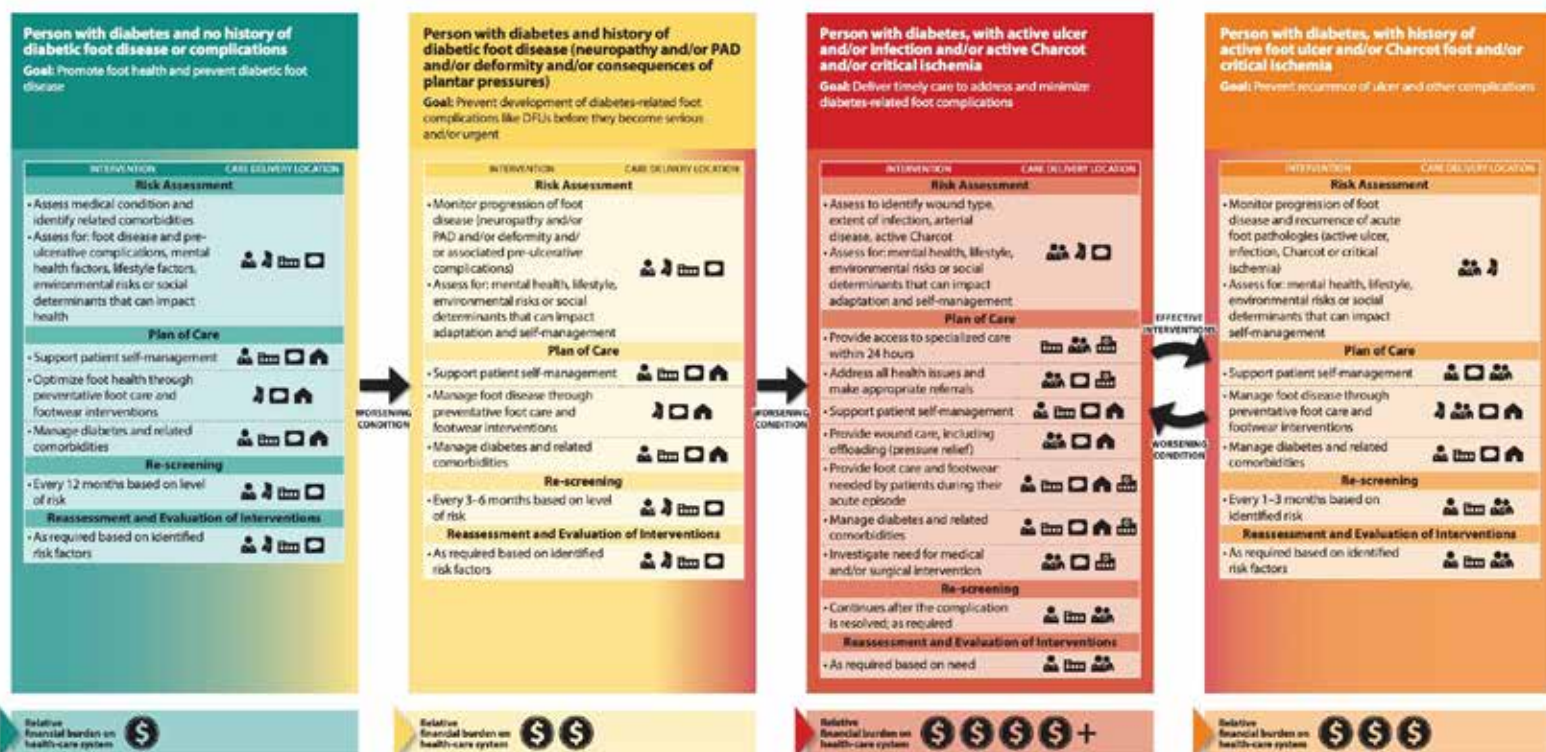 Person with diabetes and no history of
diabetic foot disease or complications
Goal: Promote foot health and prevent diabetic foot
disease
INTERVENTION CARE DELIVERY LOCATION
Risk Assessment
• Assess medical condition and
identify related comorbidities
• Assess for: foot disease and pre-
ulcerative complications, mental
health factors, lifestyle factors,
environmental risks or social
determinants that can impact
health
Plan of Care
• Support patient self-management
• Optimize foot health through
preventative foot care and
footwear interventions
• Manage diabetes and related
comorbidities
Re-screening
• Every 12 months based on level
of risk
Reassessment and Evaluation of Interventions
• As required based on identified
risk factors
Relative
financial burden on
health-care system
$
WORSENING
CONDITION
Person with diabetes and history of
diabetic foot disease (neuropathy and/or PAD
and/or deformity and/or consequences of
plantar pressures)
Goal: Prevent development of diabetes-related foot
complications like DFUs before they become serious
and/or urgent
INTERVENTION CARE DELIVERY LOCATION
Risk Assessment
• Monitor progression of foot
disease (neuropathy and/or
PAD and/or deformity and/
or associated pre-ulcerative
complications)
• Assess for: mental health, lifestyle,
environmental risks or social
determinants that can impact
adaptation and self-management
Plan of Care
• Support patient self-management
• Manage foot disease through
preventative foot care and
footwear interventions
• Manage diabetes and related
comorbidities
Re-screening
• Every 3–6 months based on level
of risk
Reassessment and Evaluation of Interventions
• As required based on identified
risk factors
Relative
financial burden on
health-care system
$ $
WORSENING
CONDITION
Person with diabetes, with active ulcer
and/or infection and/or active Charcot
and/or critical ischemia
Goal: Deliver timely care to address and minimize
diabetes-related foot complications
INTERVENTION CARE DELIVERY LOCATION
Risk Assessment
• Assess to identify wound type,
extent of infection, arterial
disease, active Charcot
• Assess for: mental health, lifestyle,
environmental risks or social
determinants that can impact
adaptation and self-management
Plan of Care
• Provide access to specialized care
within 24 hours
• Address all health issues and
make appropriate referrals
• Support patient self-management
• Provide wound care, including
offloading (pressure relief)
• Provide foot care and footwear
needed by patients during their
acute episode
• Manage diabetes and related
comorbidities
• Investigate need for medical
and/or surgical intervention
Re-screening
• Continues after the complication
is resolved; as required
Reassessment and Evaluation of Interventions
• As required based on need
Relative
financial burden on
health-care system
$ $ $ $ +
EFFECTIVE
INTERVENTIONS
WORSENING
CONDITION
Person with diabetes, with history of
active foot ulcer and/or Charcot foot and/or
critical ischemia
Goal: Prevent recurrence of ulcer and other complications
INTERVENTION CARE DELIVERY LOCATION
Risk Assessment
• Monitor progression of foot
disease and recurrence of acute
foot pathologies (active ulcer,
infection, Charcot or critical
ischemia)
• Assess for: mental health, lifestyle,
environmental risks or social
determinants that can impact
self-management
Plan of Care
• Support patient self-management
• Manage foot disease through
preventative foot care and
footwear interventions
• Manage diabetes and related
comorbidities
Re-screening
• Every 1–3 months based on
identified risk
Reassessment and Evaluation of Interventions
• As required based on identified
risk factors
Relative
financial burden on
health-care system
$ $ $